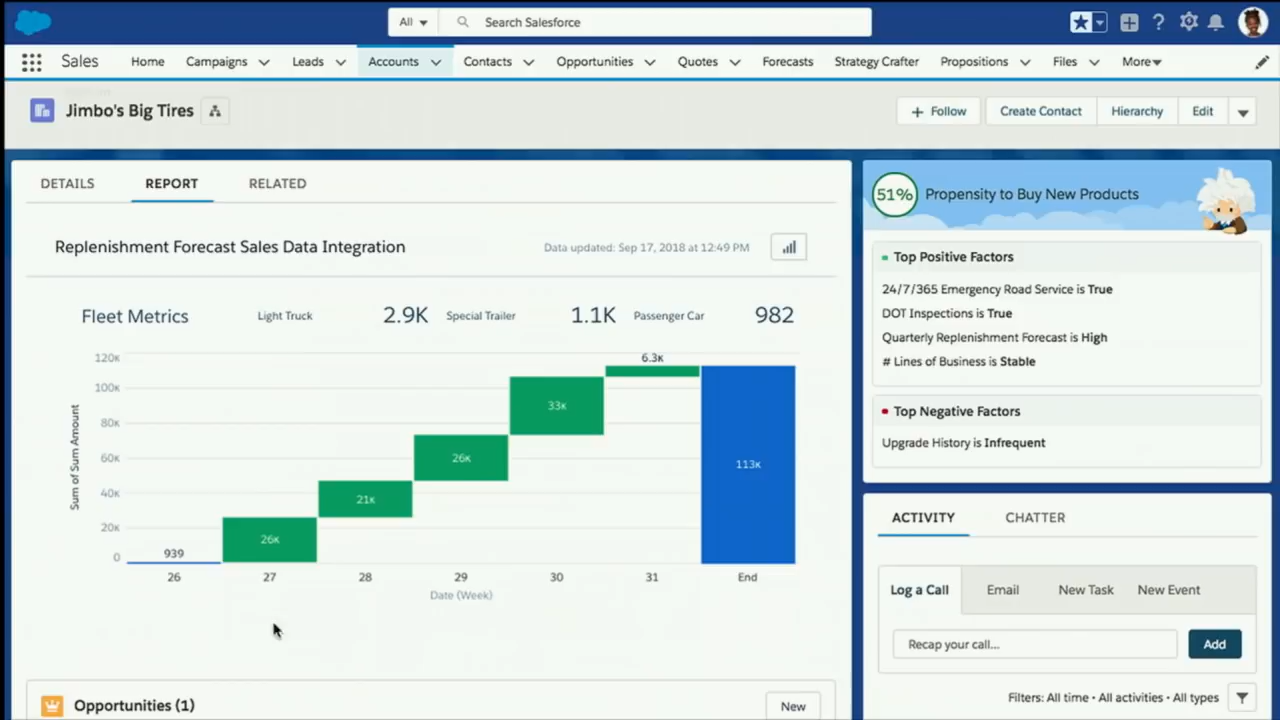 All
Search Salesforce
Sales
Home
Campaigns
Leads
Accounts
Contacts
Opportunities
Quotes
Forecasts
Strategy Crafter
Propositions
Files
More
Jimbo's Big Tires
+ Follow
Create Contact
Hierarchy
Edit
DETAILS
REPORT
RELATED
Replenishment Forecast Sales Data Integration
Data updated: Sep 17, 2018 at 12:49 PM
Fleet Metrics
Light Truck
2.9K
Special Trailer
1.1K
Passenger Car
982
Sum of Sum Amount
120K
100K
80K
60K
40K
20K
0
939
26K
21K
26K
33K
6.3K
113K
26
27
28
29
30
31
End
Date (Week)
Opportunities (1)
New
51%
Propensity to Buy New Products
Top Positive Factors
24/7/365 Emergency Road Service is True
DOT Inspections is True
Quarterly Replenishment Forecast is High
# Lines of Business is Stable
Top Negative Factors
Upgrade History is Infrequent
ACTIVITY
CHATTER
Log a Call
Email
New Task
New Event
Recap your call...
Add
Filters: All time • All activities • All types